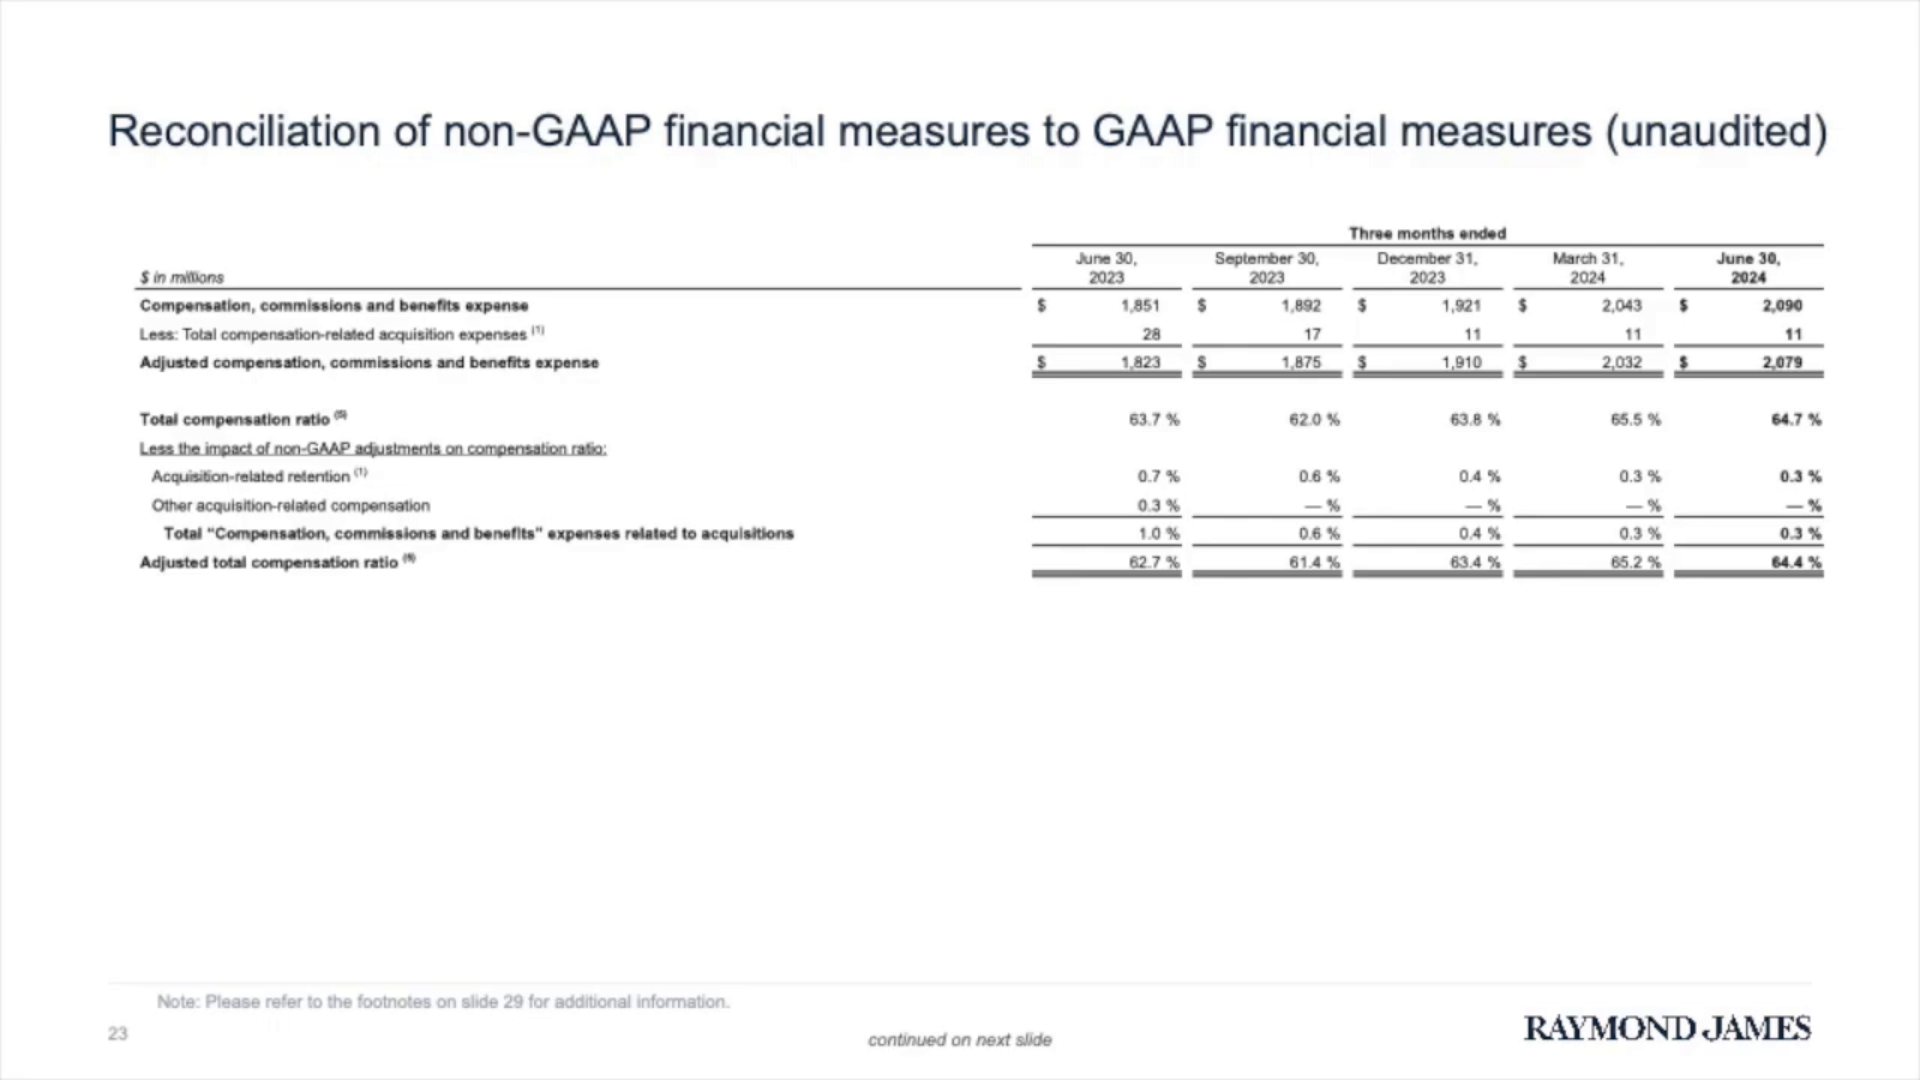 Reconciliation of non-GAAP financial measures to GAAP financial measures (unaudited)
Three months ended
$ in millions June 30, 2023 September 30, 2023 December 31, 2023 March 31, 2024 June 30, 2024
Compensation, commissions and benefits expense $ 1,851 $ 1,892 $ 1,921 $ 2,043 $ 2,090
Less: Total compensation-related acquisition expenses (1) 28 17 11 11 11
Adjusted compensation, commissions and benefits expense $ 1,823 $ 1,875 $ 1,910 $ 2,032 $ 2,079
Total compensation ratio (5) 63.7 % 62.0 % 63.8 % 65.5 % 64.7 %
Less the impact of non-GAAP adjustments on compensation ratio:
Acquisition-related retention (1) 0.7 % 0.6 % 0.4 % 0.3 % 0.3 %
Other acquisition-related compensation 0.3 % — % — % — % — %
Total "Compensation, commissions and benefits" expenses related to acquisitions 1.0 % 0.6 % 0.4 % 0.3 % 0.3 %
Adjusted total compensation ratio 62.7 % 61.4 % 63.4 % 65.2 % 64.4 %
Note: Please refer to the footnotes on slide 29 for additional information.
23
continued on next slide
RAYMOND JAMES